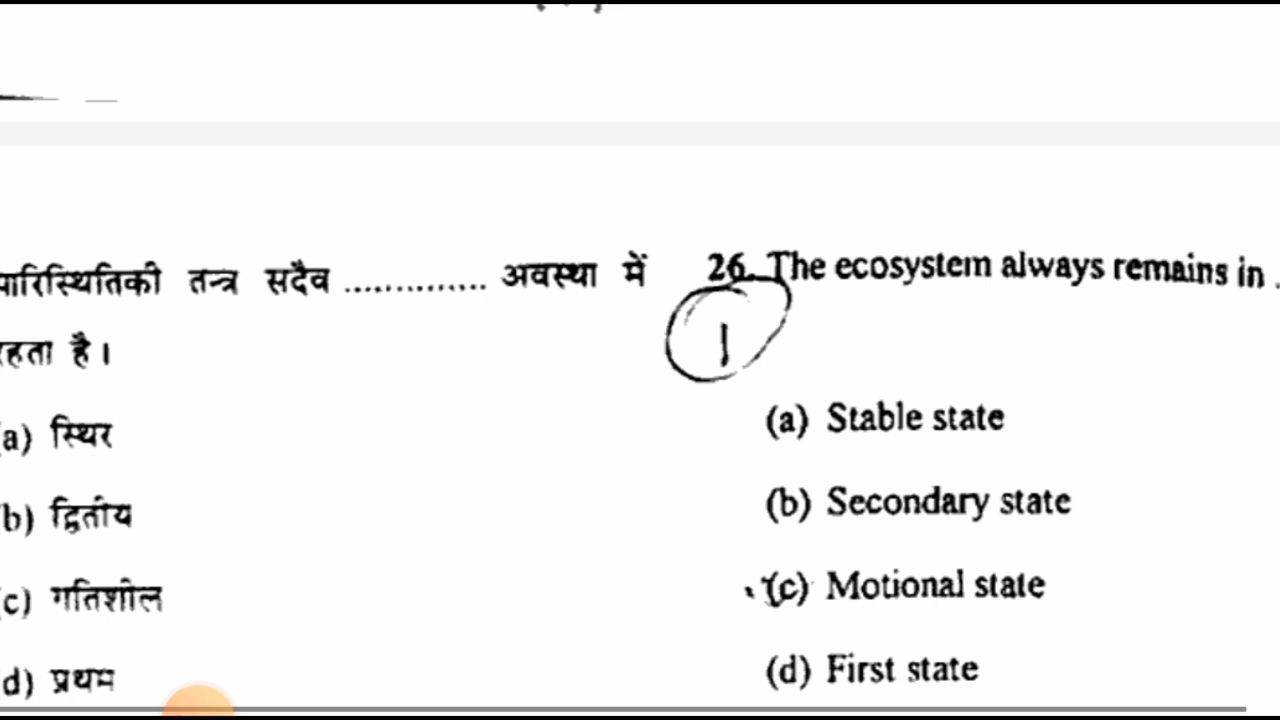 पारिस्थितिकी तन्त्र सदैव .............. अवस्था में
रहता है।
(a) स्थिर
(b) द्वितीय
(c) गतिशील
(d) प्रथम
26. The ecosystem always remains in .
1
(a) Stable state
(b) Secondary state
(c) Motional state
(d) First state